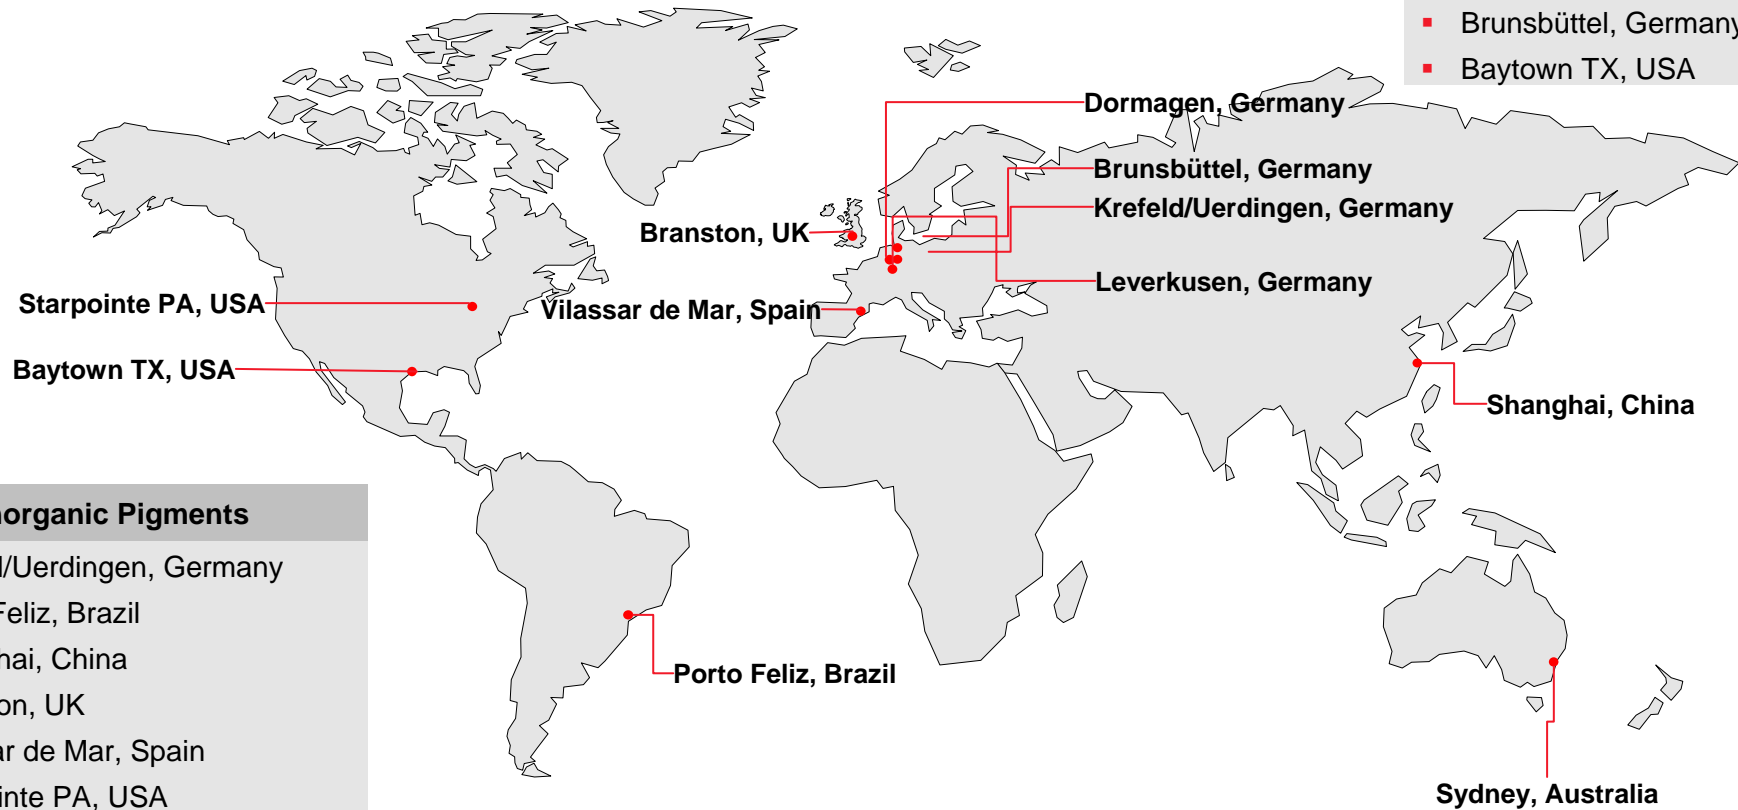 Brunsbüttel, Germany
Baytown TX, USA
Dormagen, Germany
Brunsbüttel, Germany
Krefeld/Uerdingen, Germany
Branston, UK
Leverkusen, Germany
Starpointe PA, USA
Vilassar de Mar, Spain
Baytown TX, USA
Shanghai, China
norganic Pigments
/Uerdingen, Germany
Feliz, Brazil
hai, China
on, UK
ar de Mar, Spain
inte PA, USA
Porto Feliz, Brazil
Sydney, Australia